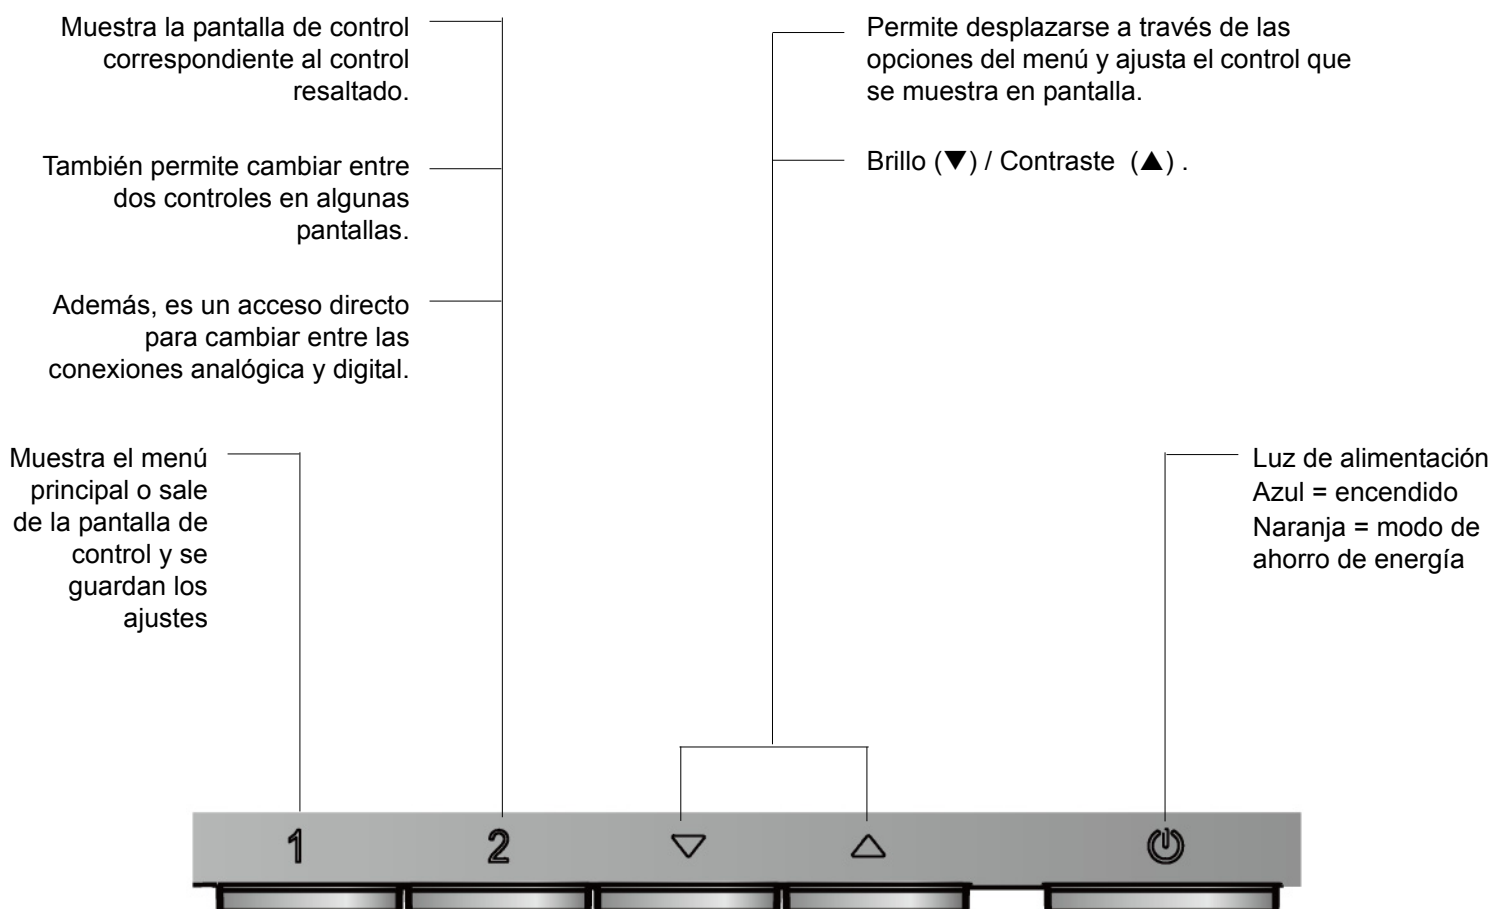 Muestra la pantalla de control
correspondiente al control
resaltado.
También permite cambiar entre
dos controles en algunas
pantallas.
Además, es un acceso directo
para cambiar entre las
conexiones analógica y digital.
Muestra el menú
principal o sale
de la pantalla de
control y se
guardan los
ajustes
Permite desplazarse a través de las
opciones del menú y ajusta el control que
se muestra en pantalla.
Brillo (▼) / Contraste (▲) .
Luz de alimentación
Azul = encendido
Naranja = modo de
ahorro de energía
1 2